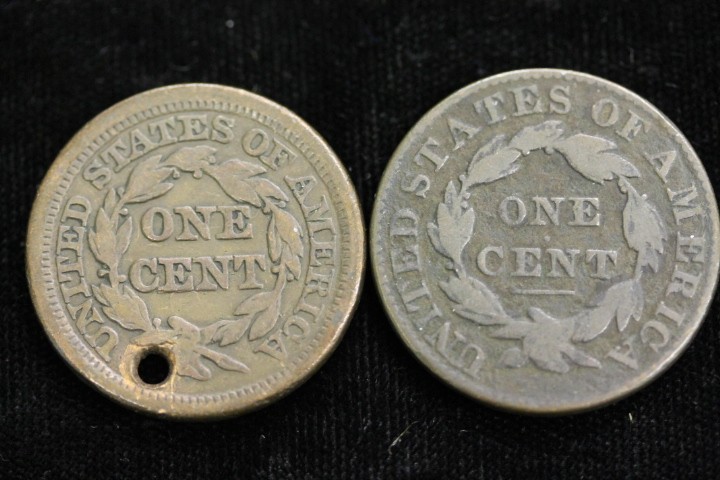 UNITED STATES OF AMERICA
ONE
CENT
UNITED STATES OF AMERICA
ONE
CENT